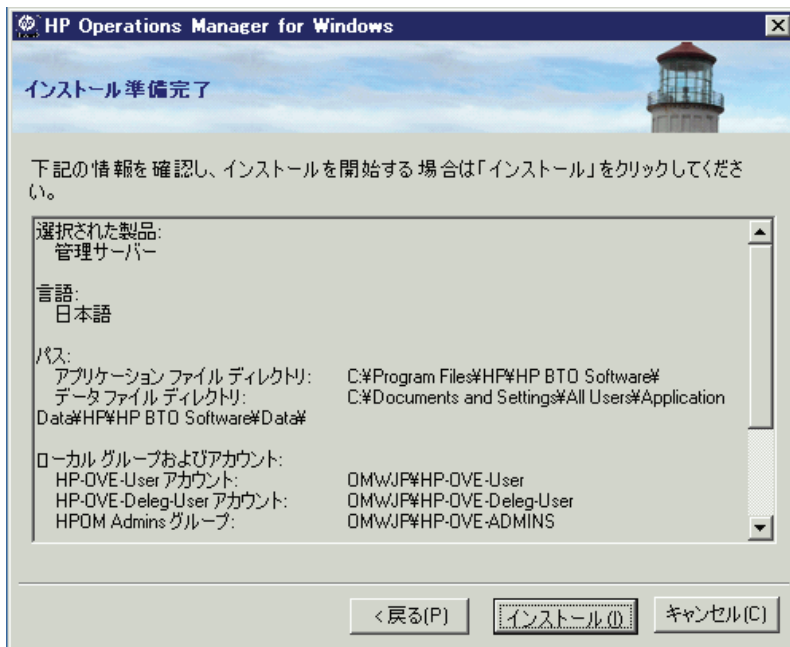 HP Operations Manager for Windows
インストール準備完了
下記の情報を確認し、インストールを開始する場合は「インストール」をクリックしてくださ
い。
選択された製品:
管理サーバー
言語:
日本語
パス:
アプリケーション ファイル ディレクトリ: C:¥Program Files¥HP¥HP BTO Software¥
データ ファイル ディレクトリ: C:¥Documents and Settings¥All Users¥Application
Data¥HP¥HP BTO Software¥Data¥
ローカル グループおよびアカウント:
HP-OVE-User アカウント: OMWJP¥HP-OVE-User
HP-OVE-Deleg-User アカウント: OMWJP¥HP-OVE-Deleg-User
HPOM Admins グループ: OMWJP¥HP-OVE-ADMINS
< 戻る(P) インストール(I) キャンセル(C)